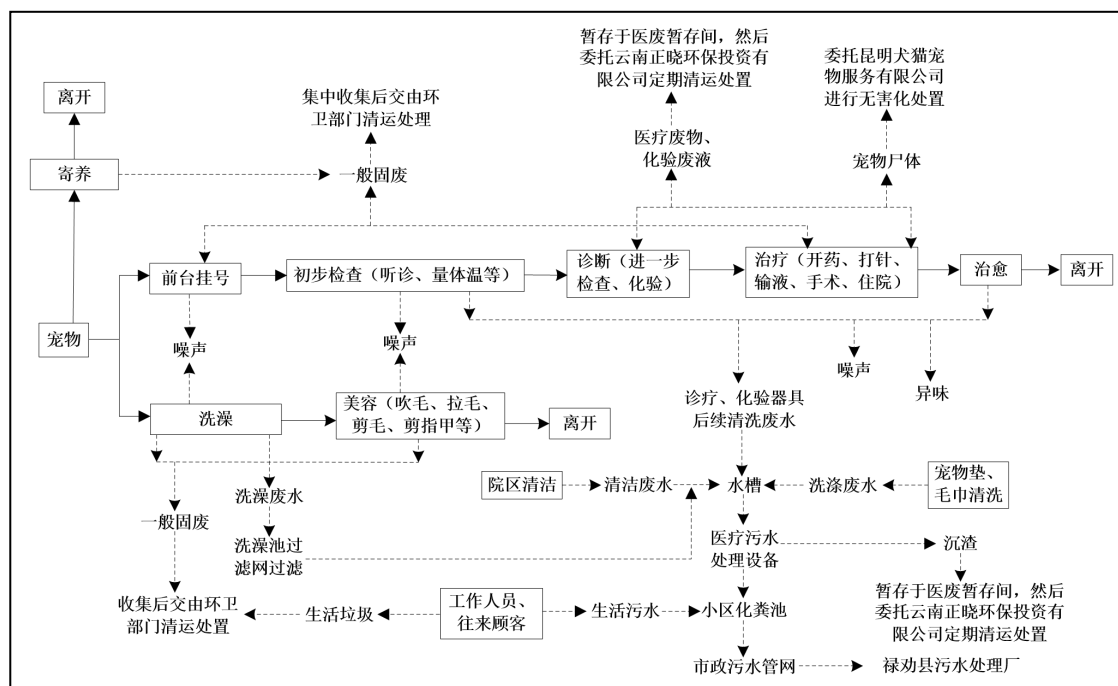 暂存于医废暂存间，然后
委托云南正晓环保投资有
限公司定期清运处置
委托昆明犬猫宠
物服务有限公司
进行无害化处置
离开
集中收集后交由环
卫部门清运处理
医疗废物、
化验废液
宠物尸体
寄养
一般固废
前台挂号
初步检查（听诊、量体温等）
诊断（进一步
检查、化验）
治疗（开药、打针、
输液、手术、住院）
治愈
离开
宠物
噪声
噪声
噪声
异味
诊疗、化验器具
后续清洗废水
洗澡
美容（吹毛、拉毛、
剪毛、剪指甲等）
离开
洗澡废水
院区清洁
清洁废水
水槽
洗涤废水
宠物垫、
毛巾清洗
一般固废
洗澡池过
滤网过滤
医疗污水
处理设备
沉渣
收集后交由环卫
部门清运处置
生活垃圾
工作人员、
往来顾客
生活污水
小区化粪池
暂存于医废暂存间，然后
委托云南正晓环保投资有
限公司定期清运处置
市政污水管网
禄劝县污水处理厂